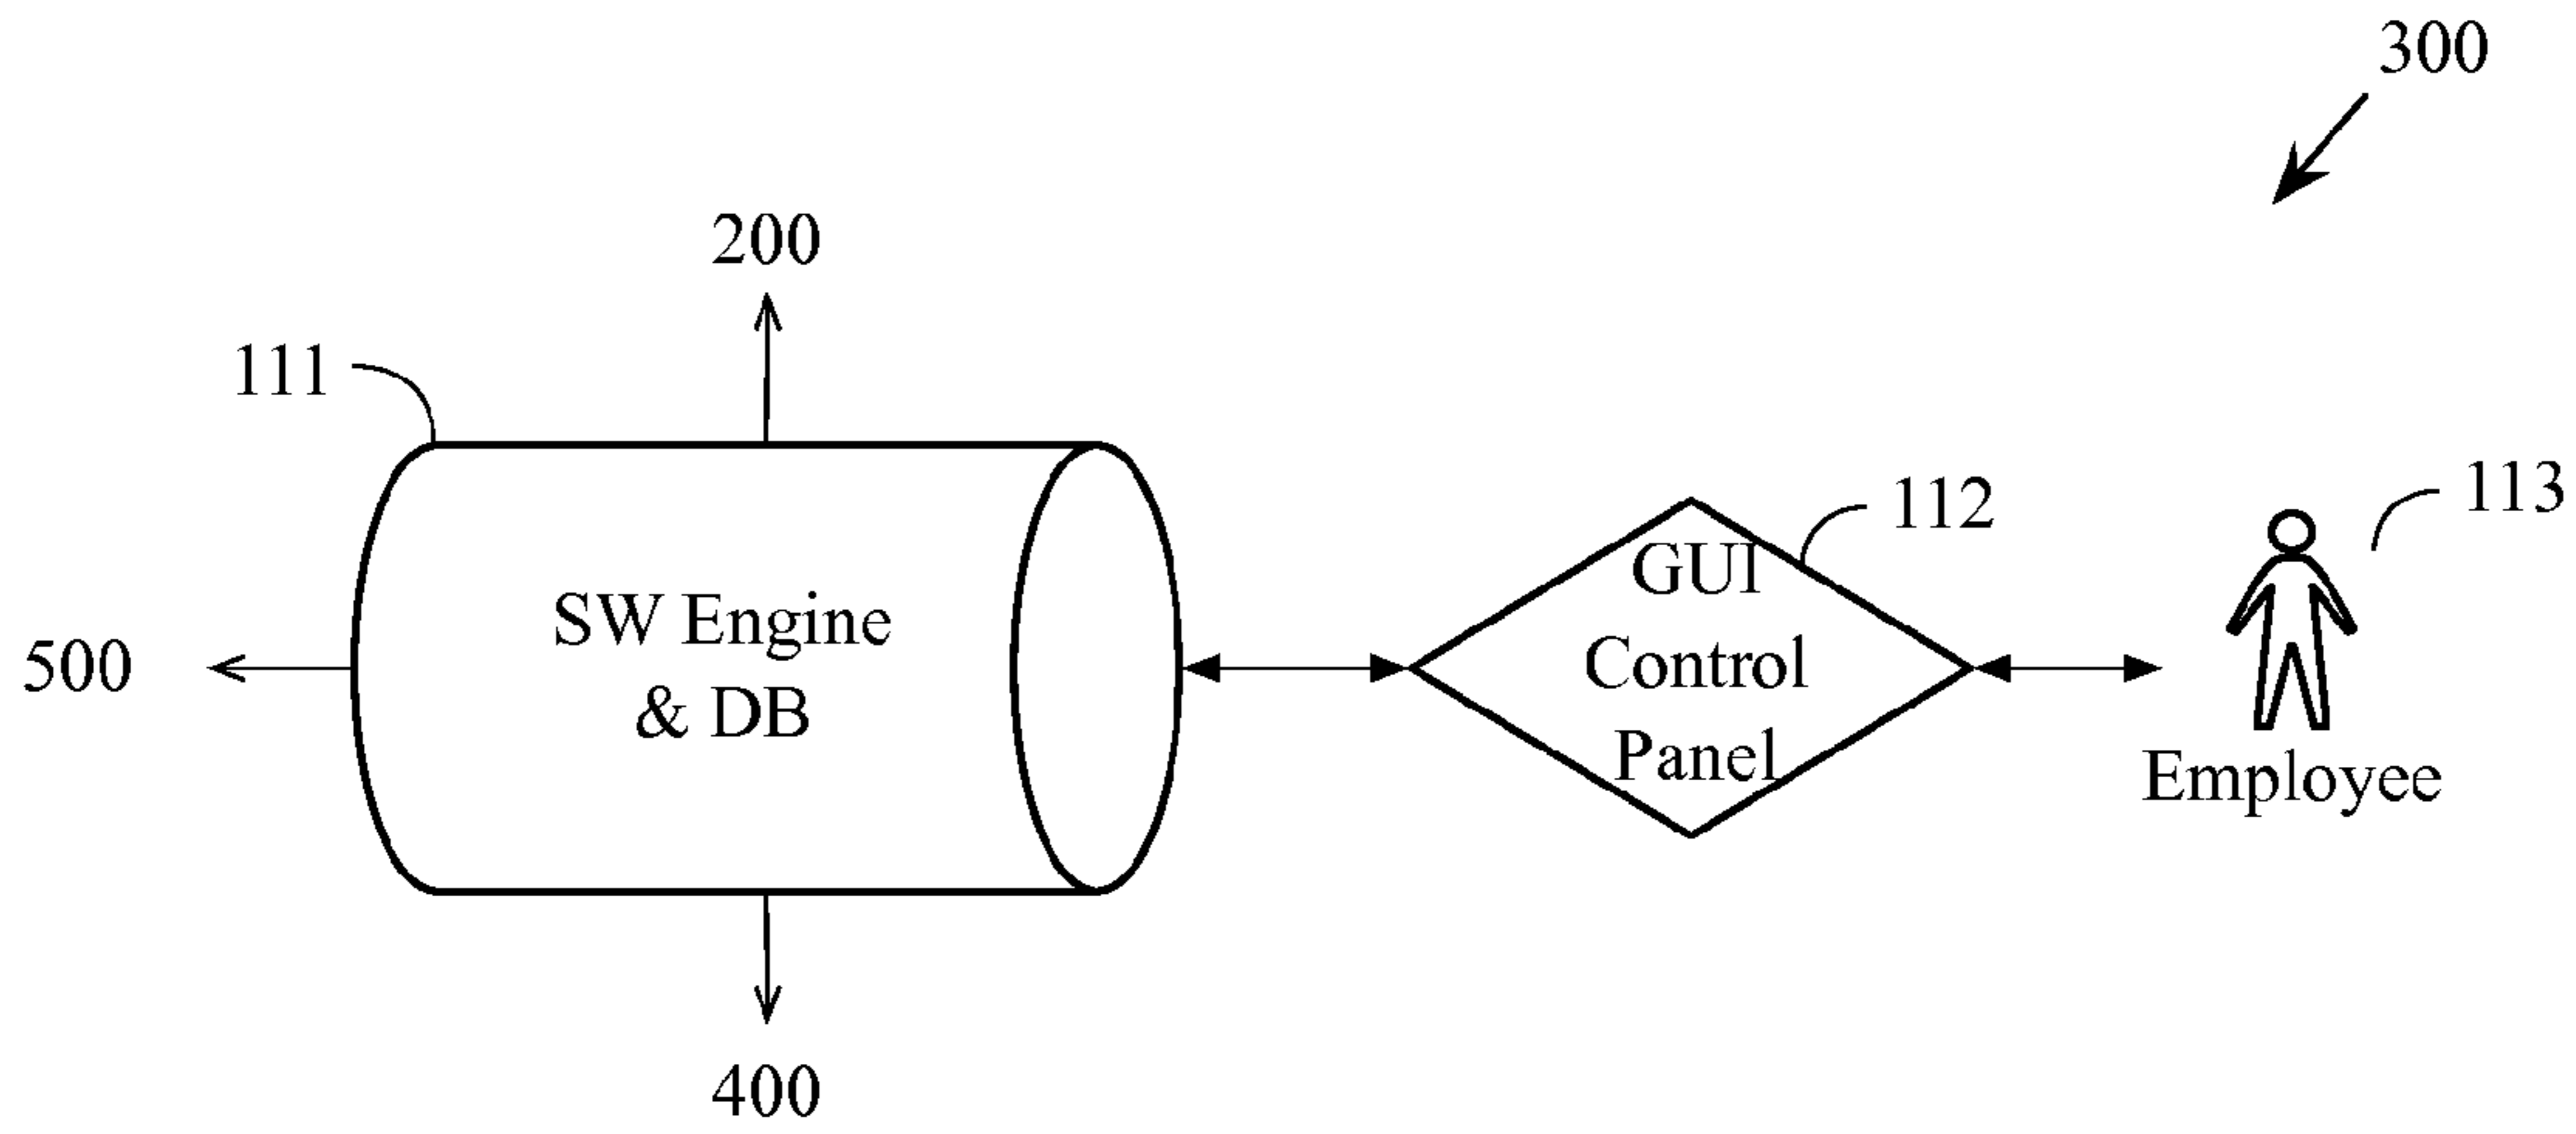 300
200
111
113
112
GUI
SW Engine
Control
500
& DB
Panel
Employee
400